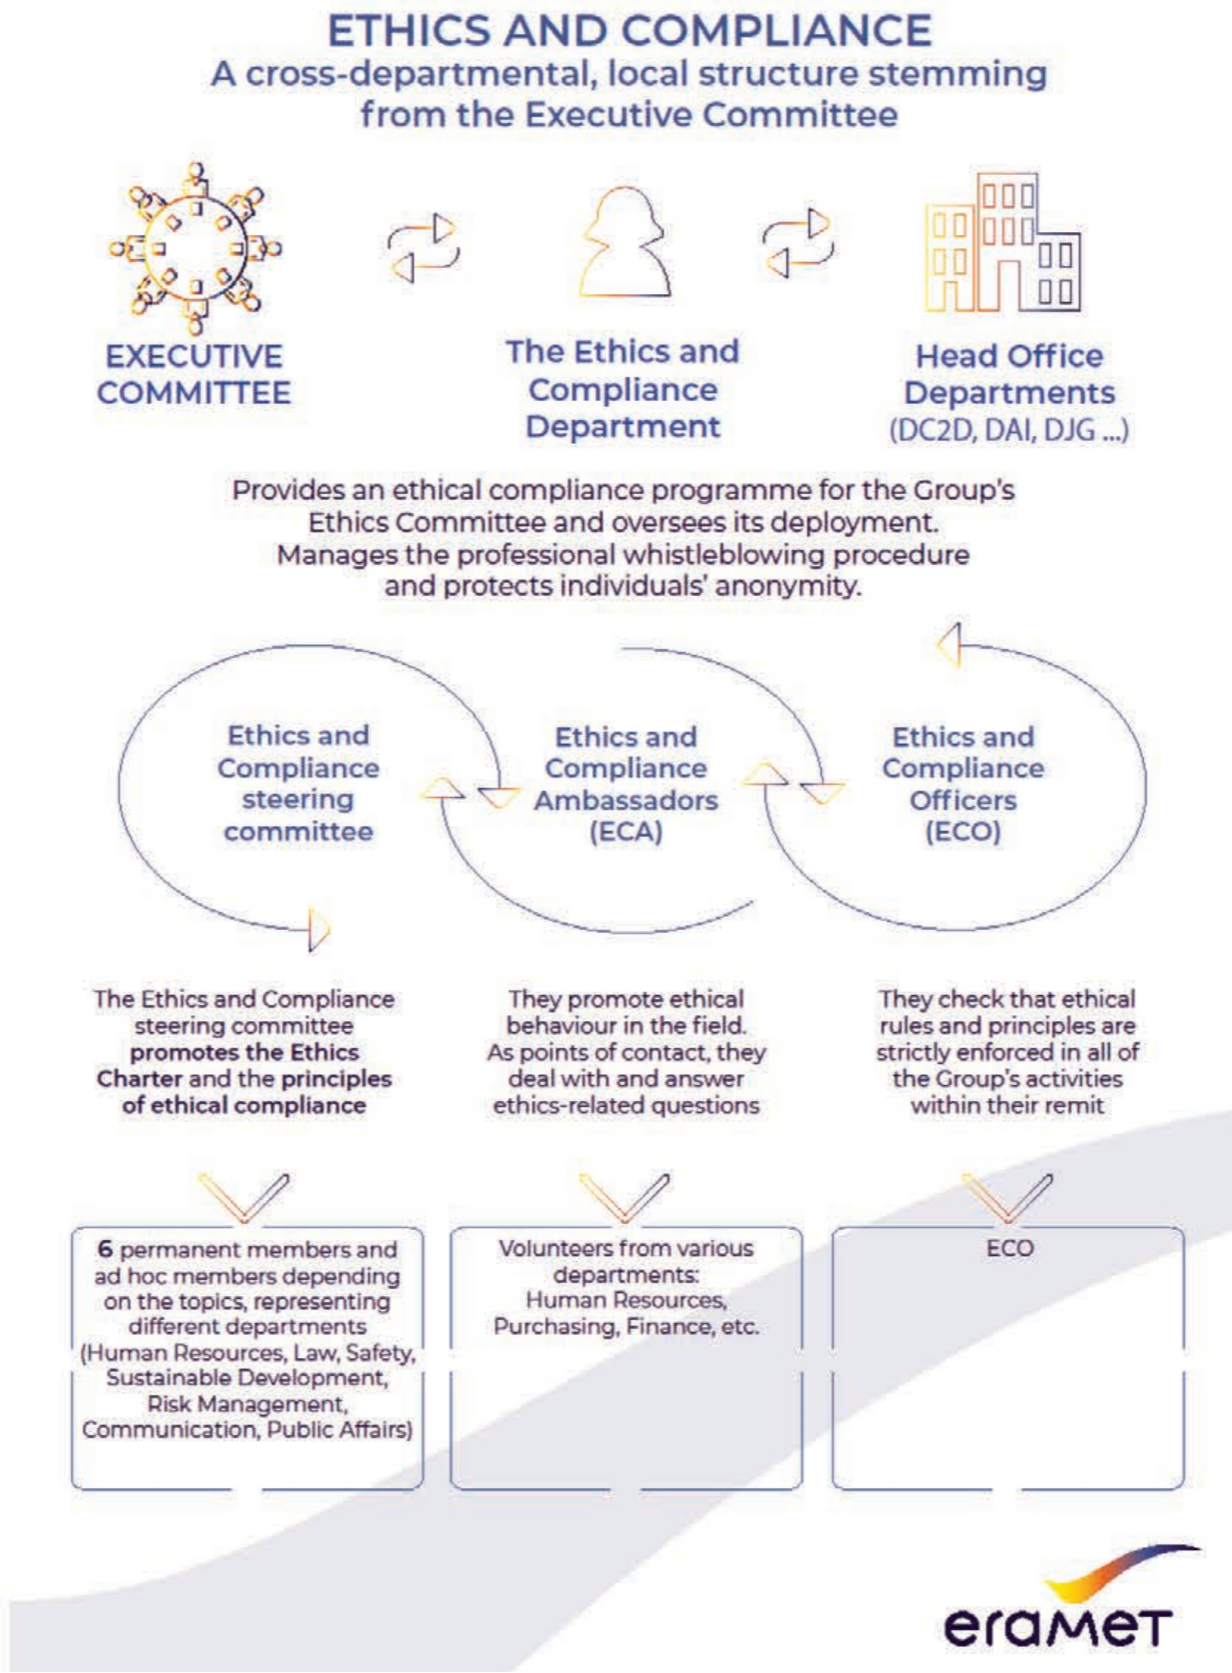 ETHICS AND COMPLIANCE
A cross-departmental, local structure stemming
from the Executive Committee
EXECUTIVE
COMMITTEE
The Ethics and
Compliance
Department
Head Office
Departments
(DC2D, DAI, DJG ...)
Provides an ethical compliance programme for the Group's
Ethics Committee and oversees its deployment.
Manages the professional whistleblowing procedure
and protects individuals' anonymity.
Ethics and
Compliance
steering
committee
Ethics and
Compliance
Ambassadors
(ECA)
Ethics and
Compliance
Officers
(ECO)
The Ethics and Compliance
steering committee
promotes the Ethics
Charter and the principles
of ethical compliance
They promote ethical
behaviour in the field.
As points of contact, they
deal with and answer
ethics-related questions
They check that ethical
rules and principles are
strictly enforced in all of
the Group's activities
within their remit
6 permanent members and
ad hoc members depending
on the topics, representing
different departments
(Human Resources, Law, Safety,
Sustainable Development,
Risk Management,
Communication, Public Affairs)
Volunteers from various
departments:
Human Resources,
Purchasing, Finance, etc.
ECO
eramet